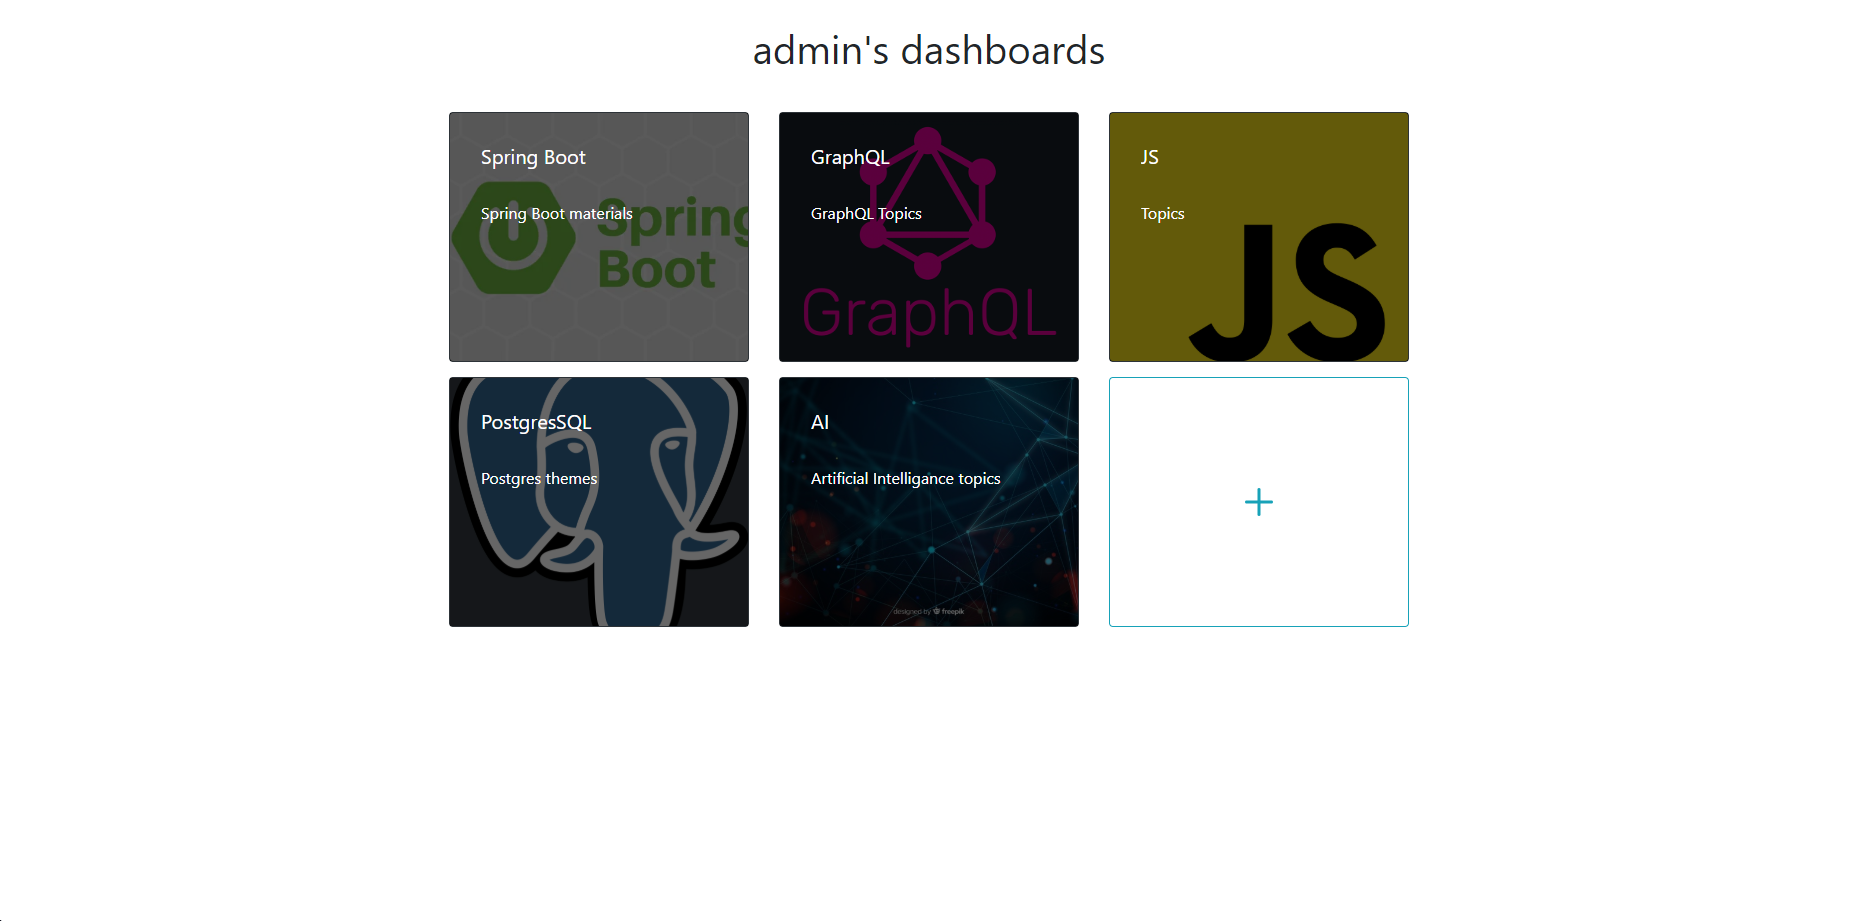 admin's dashboards
Spring Boot
Spring Boot materials
Spring
Boot
GraphQL
GraphQL Topics
GraphQL
JS
Topics
JS
PostgresSQL
Postgres themes
AI
Artificial Intelligance topics
designed by freepik